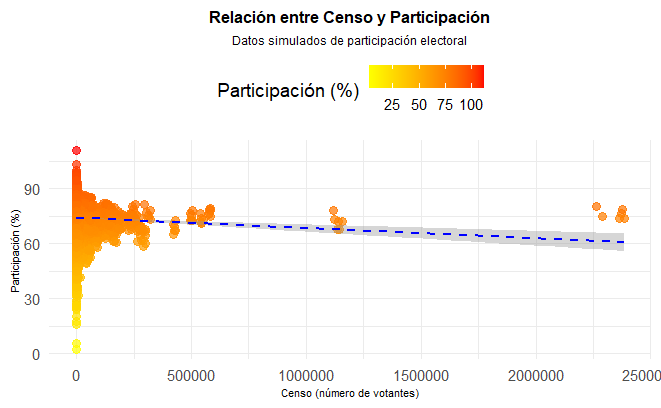 Relación entre Censo y Participación
Datos simulados de participación electoral
Participación (%)
25 50 75 100
Participación (%)
90
60
30
0
0 500000 1000000 1500000 2000000 25000
Censo (número de votantes)